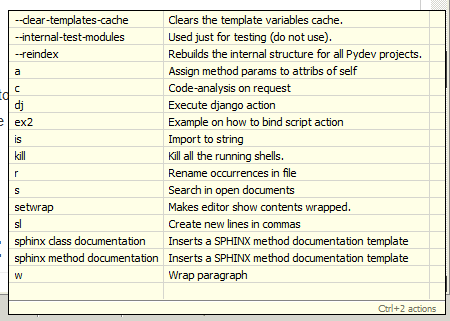 --clear-templates-cache Clears the template variables cache.
--internal-test-modules Used just for testing (do not use).
--reindex Rebuilds the internal structure for all Pydev projects.
a Assign method params to attribs of self
c Code-analysis on request
dj Execute django action
ex2 Example on how to bind script action
is Import to string
kill Kill all the running shells.
r Rename occurrences in file
s Search in open documents
setwrap Makes editor show contents wrapped.
sl Create new lines in commas
sphinx class documentation Inserts a SPHINX method documentation template
sphinx method documentation Inserts a SPHINX method documentation template
w Wrap paragraph
Ctrl+2 actions